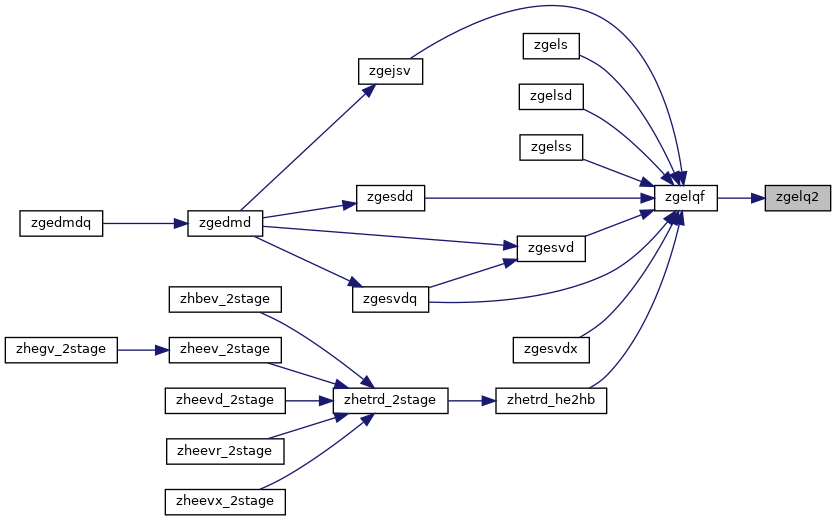 zgels
zgejsv
zgelsd
zgelss
zgesdd
zgelqf
zgelq2
zgedmdq
zgedmd
zgesvd
zhbev_2stage
zgesvdq
zhegv_2stage
zheev_2stage
zgesvdx
zheevd_2stage
zhetrd_2stage
zhetrd_he2hb
zheevr_2stage
zheevx_2stage